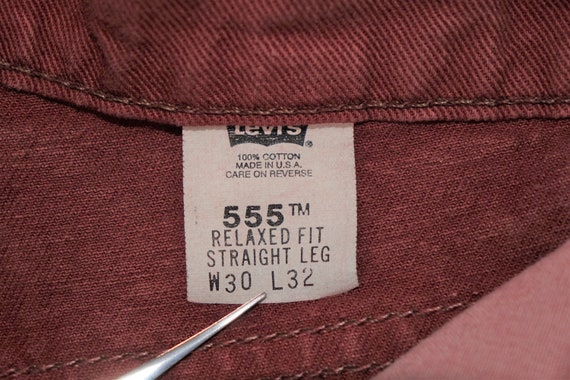 Levi's ®
100% COTTON
MADE IN U.S.A.
CARE ON REVERSE
555™
RELAXED FIT
STRAIGHT LEG
W30 L32